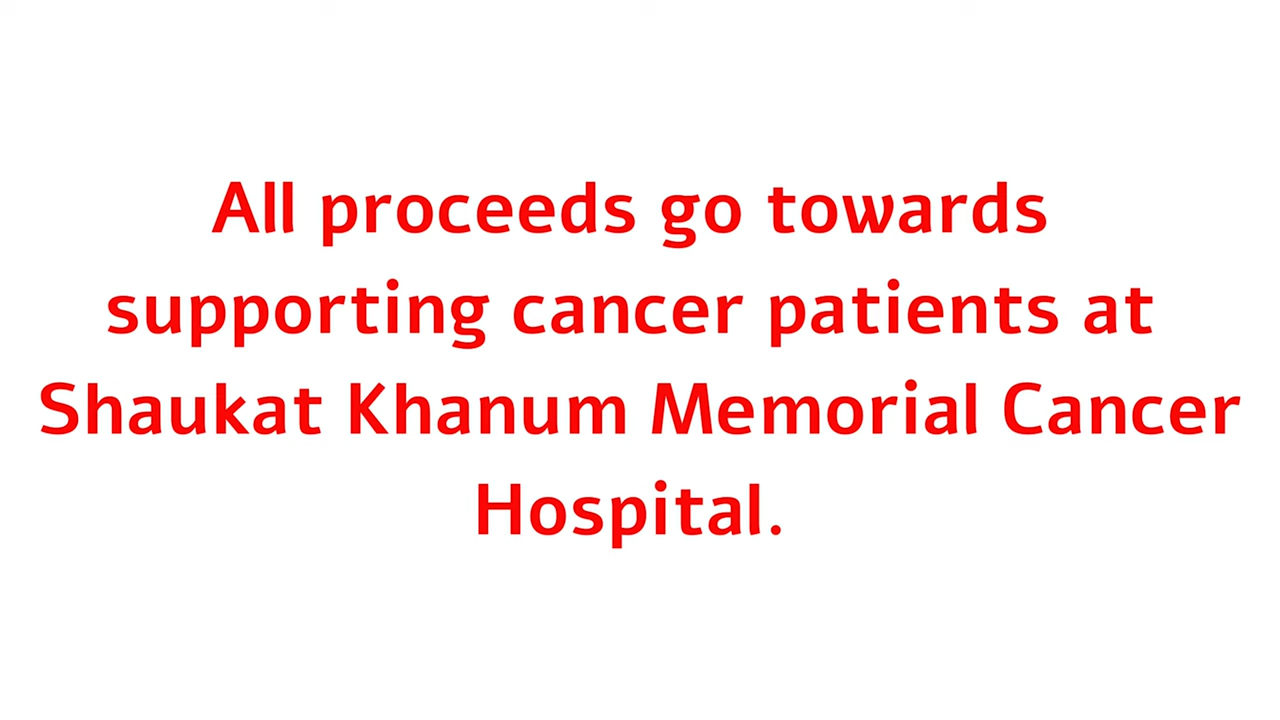 All proceeds go towards
supporting cancer patients at
Shaukat Khanum Memorial Cancer
Hospital.